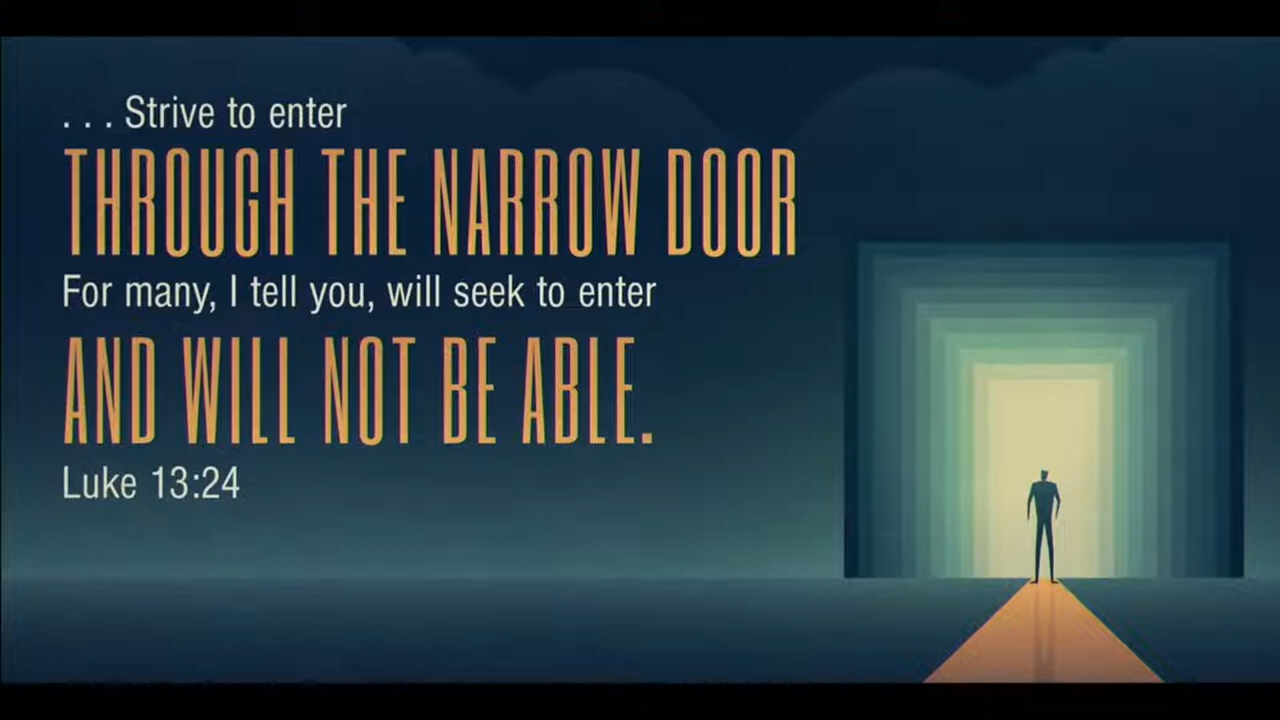 . . . Strive to enter
THROUGH THE NARROW DOOR
For many, I tell you, will seek to enter
AND WILL NOT BE ABLE.
Luke 13:24